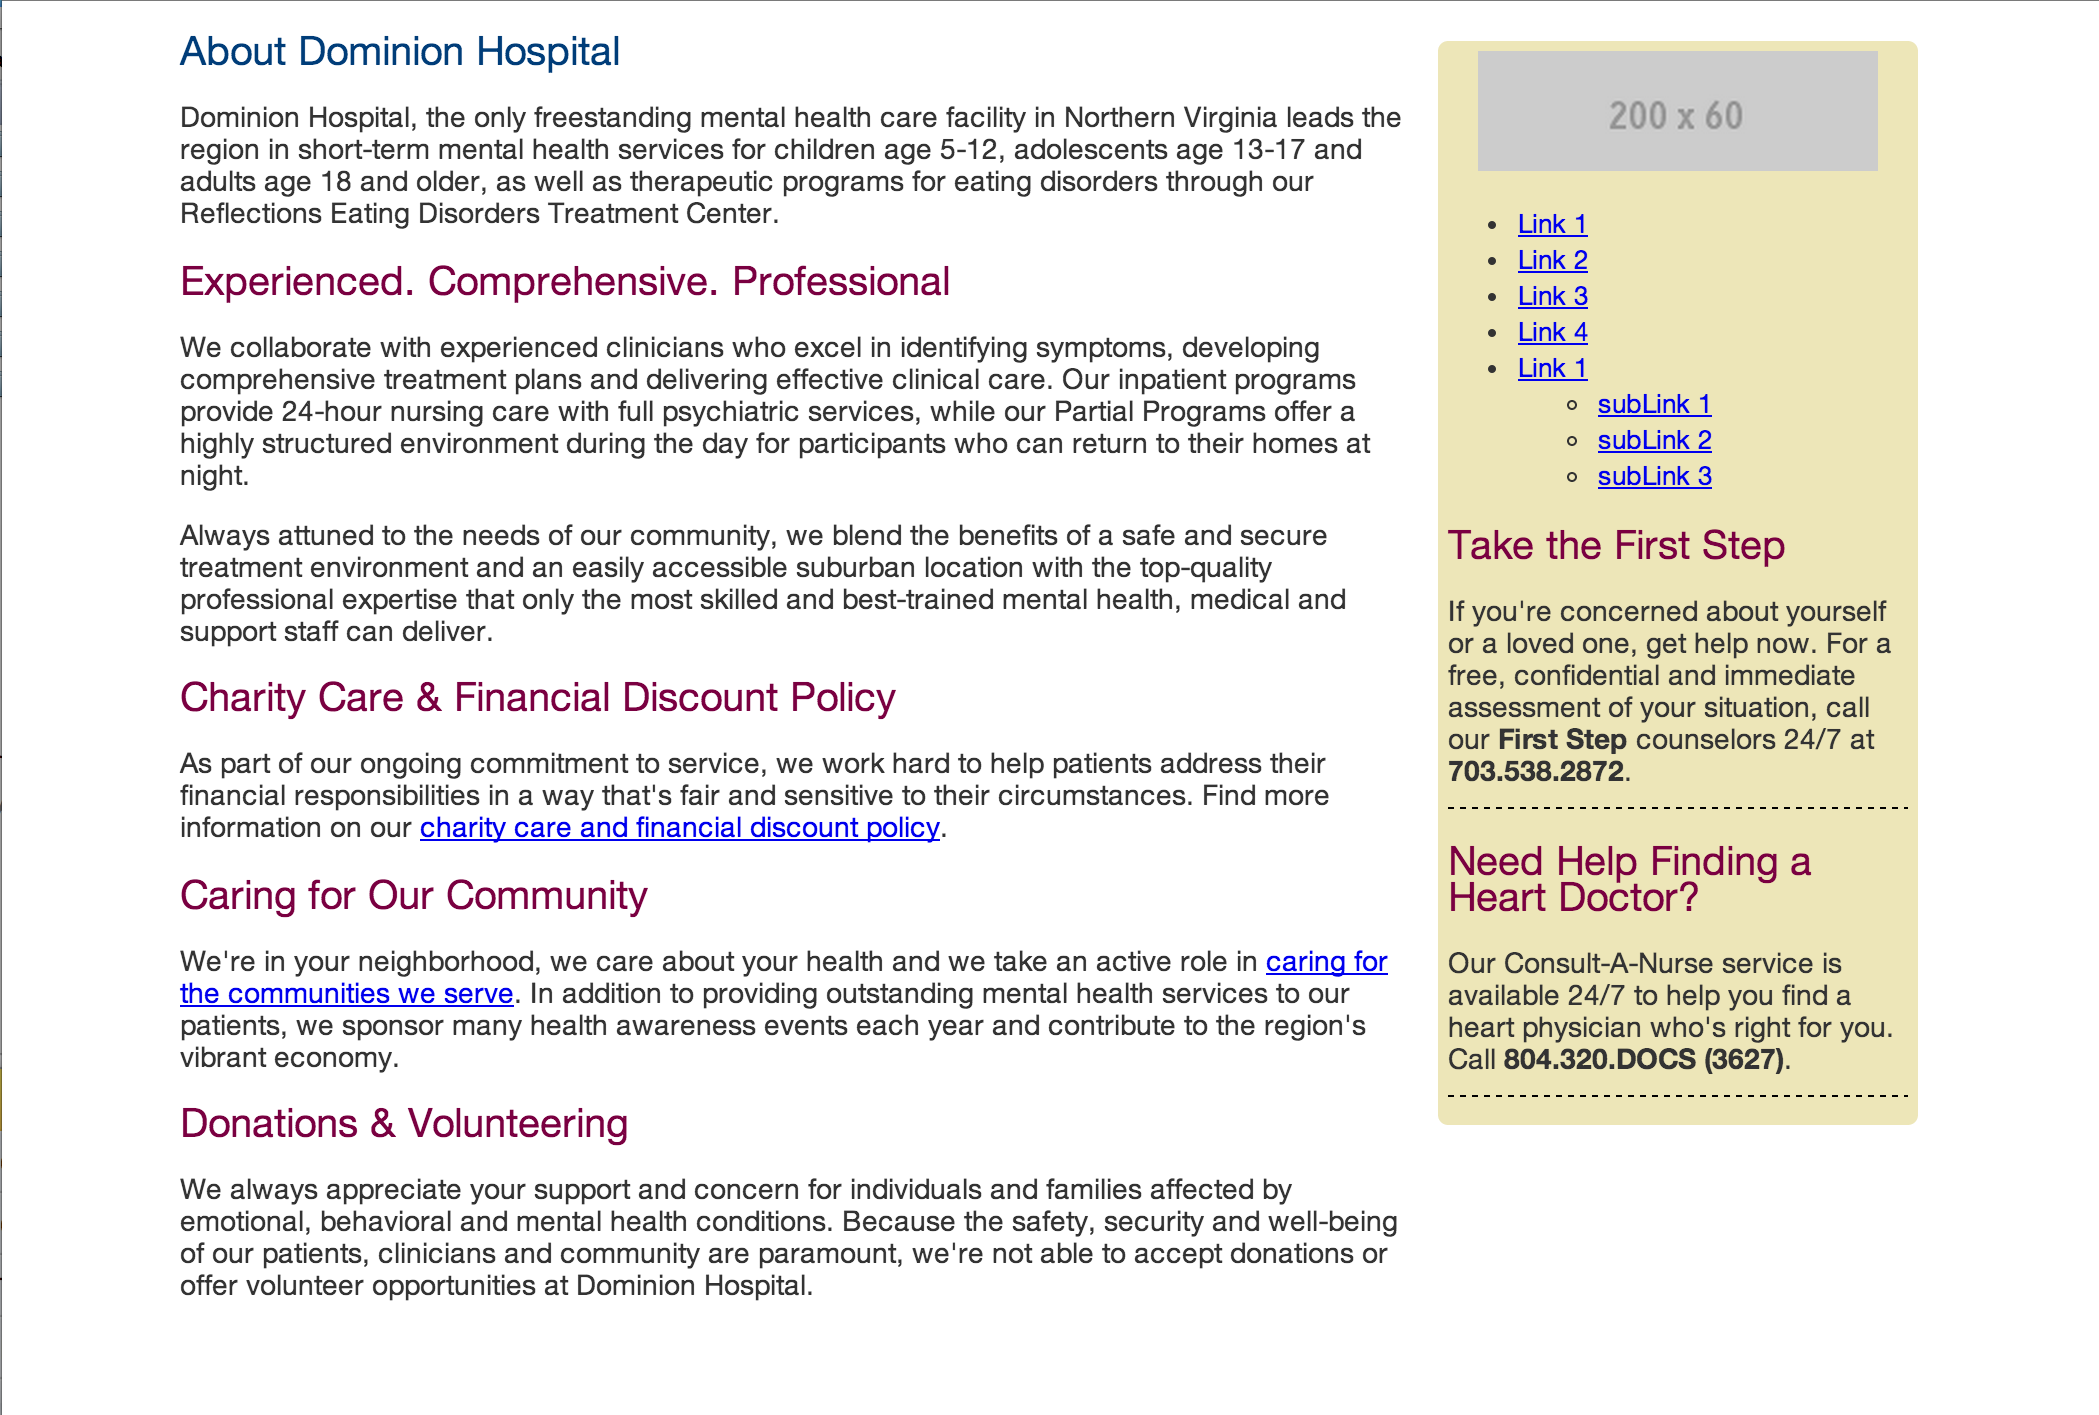 About Dominion Hospital
Dominion Hospital, the only freestanding mental health care facility in Northern Virginia leads the
region in short-term mental health services for children age 5-12, adolescents age 13-17 and
adults age 18 and older, as well as therapeutic programs for eating disorders through our
Reflections Eating Disorders Treatment Center.
Experienced. Comprehensive. Professional
We collaborate with experienced clinicians who excel in identifying symptoms, developing
comprehensive treatment plans and delivering effective clinical care. Our inpatient programs
provide 24-hour nursing care with full psychiatric services, while our Partial Programs offer a
highly structured environment during the day for participants who can return to their homes at
night.
Always attuned to the needs of our community, we blend the benefits of a safe and secure
treatment environment and an easily accessible suburban location with the top-quality
professional expertise that only the most skilled and best-trained mental health, medical and
support staff can deliver.
Charity Care & Financial Discount Policy
As part of our ongoing commitment to service, we work hard to help patients address their
financial responsibilities in a way that's fair and sensitive to their circumstances. Find more
information on our charity care and financial discount policy.
Caring for Our Community
We're in your neighborhood, we care about your health and we take an active role in caring for
the communities we serve. In addition to providing outstanding mental health services to our
patients, we sponsor many health awareness events each year and contribute to the region's
vibrant economy.
Donations & Volunteering
We always appreciate your support and concern for individuals and families affected by
emotional, behavioral and mental health conditions. Because the safety, security and well-being
of our patients, clinicians and community are paramount, we're not able to accept donations or
offer volunteer opportunities at Dominion Hospital.
200 x 60
Link 1
Link 2
Link 3
Link 4
Link 1
subLink 1
subLink 2
subLink 3
Take the First Step
If you're concerned about yourself
or a loved one, get help now. For a
free, confidential and immediate
assessment of your situation, call
our First Step counselors 24/7 at
703.538.2872.
Need Help Finding a
Heart Doctor?
Our Consult-A-Nurse service is
available 24/7 to help you find a
heart physician who's right for you.
Call 804.320.DOCS (3627).